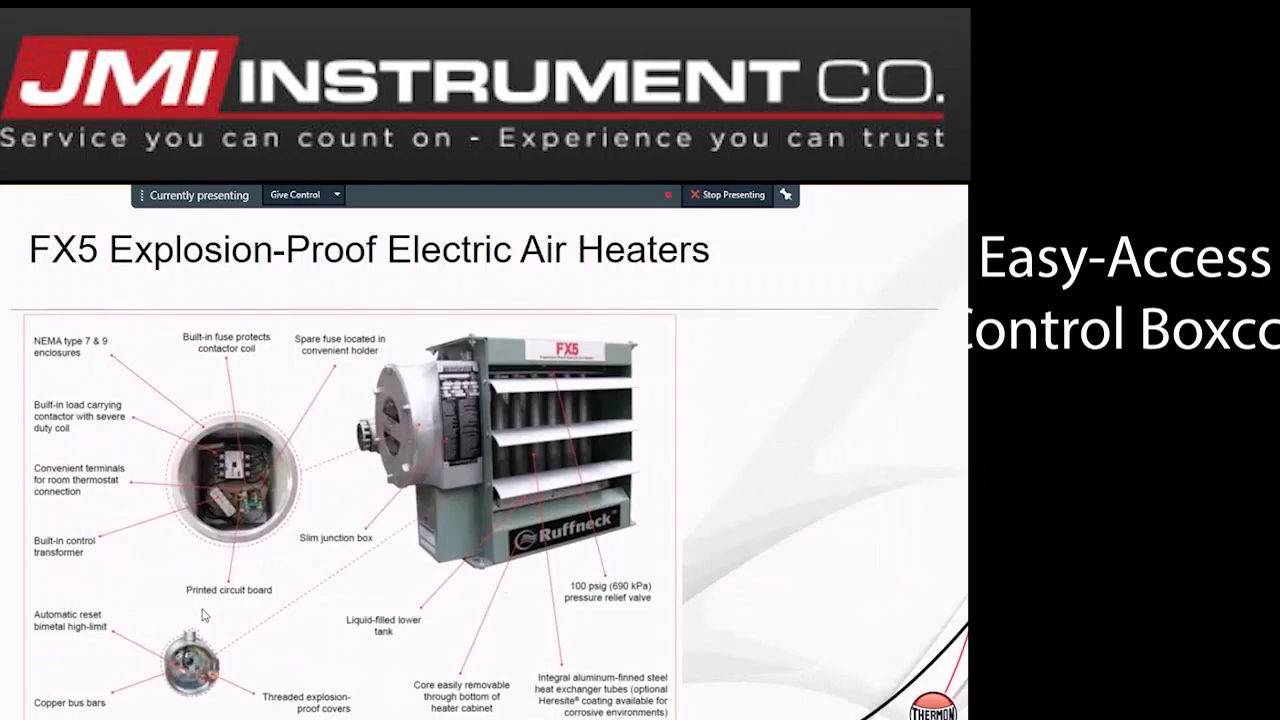 JMI INSTRUMENT CO.
Service you can count on - Experience you can trust
Currently presenting
Give Control
Stop Presenting
FX5 Explosion-Proof Electric Air Heaters
Easy-Access
Control Boxcc
NEMA type 7 & 9
enclosures
Built-in fuse protects
contactor coil
Spare fuse located in
convenient holder
Built-in load carrying
contactor with severe
duty coil
Convenient terminals
for room thermostat
connection
Built-in control
transformer
Printed circuit board
Slim junction box
FX5
Ruffneck™
100 psig (690 kPa)
pressure relief valve
Automatic reset
bimetal high-limit
Liquid-filled lower
tank
Copper bus bars
Threaded explosion-
proof covers
Core easily removable
through bottom of
heater cabinet
Integral aluminum-finned steel
heat exchanger tubes (optional
Heresite® coating available for
corrosive environments)
THERMON